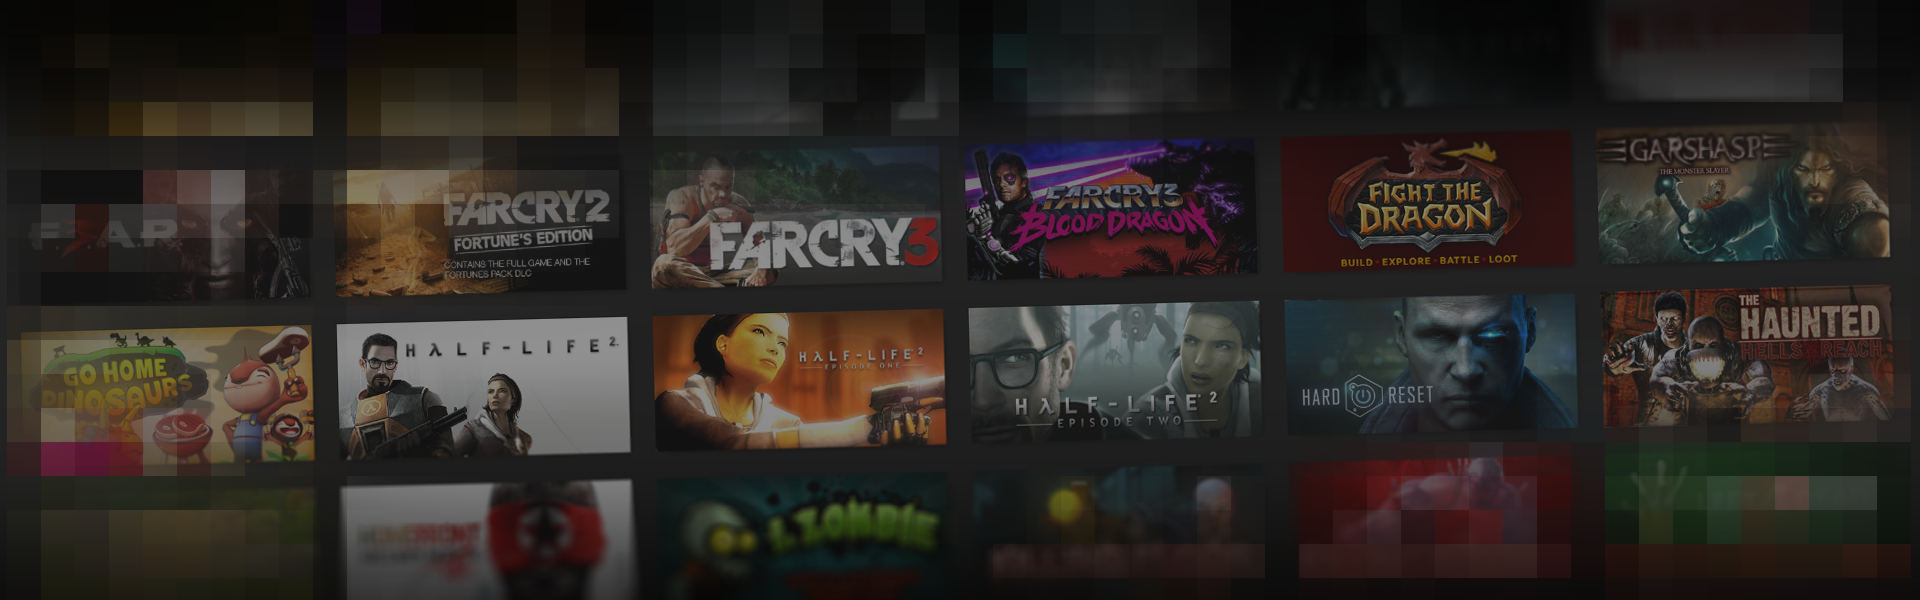 F.E.A.R
FARCRY 2
FORTUNE'S EDITION
CONTAINS THE FULL GAME AND THE
FORTUNES PACK DLC
FARCRY 3
FARCRY 3
BLOOD DRAGON
FIGHT THE
DRAGON
BUILD · EXPLORE · BATTLE · LOOT
GARSHASP
THE MONSTER SLAYER
GO HOME
DINOSAURS
HALF-LIFE 2
HALF-LIFE 2
EPISODE ONE
HALF-LIFE 2
EPISODE TWO
HARD RESET
THE
HAUNTED
HELLS REACH
ZOMBIE